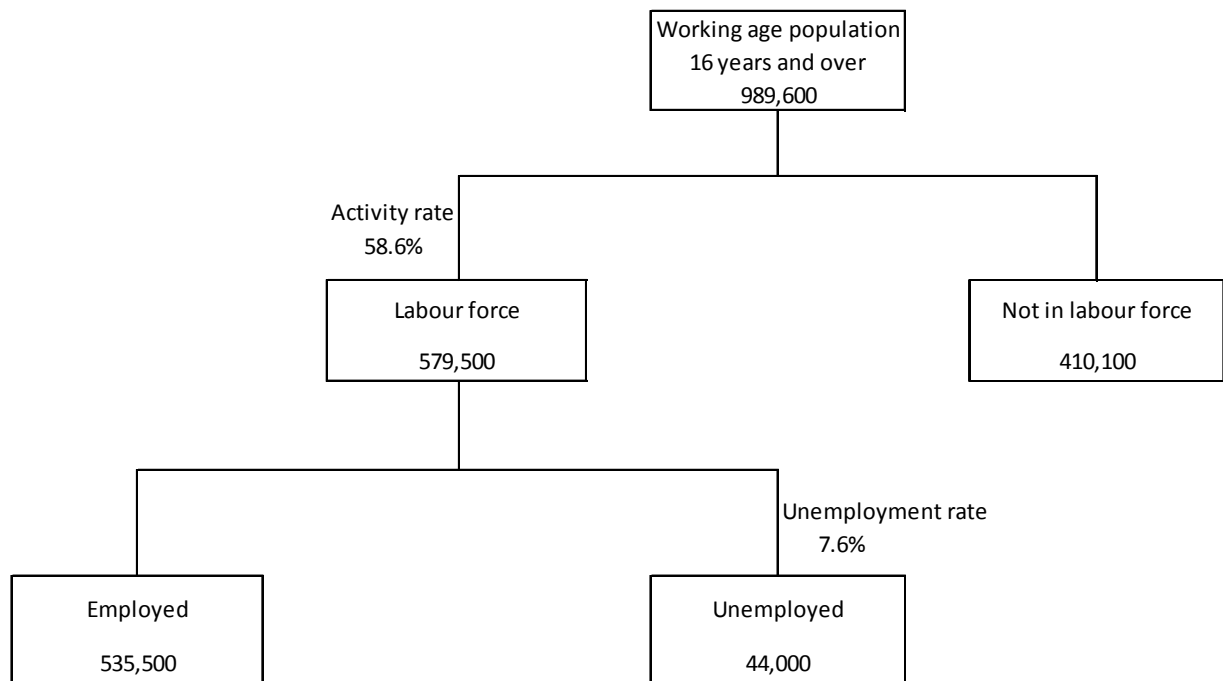 Working age population
16 years and over
989,600
Activity rate
58.6%
Labour force
579,500
Not in labour force
410,100
Unemployment rate
7.6%
Employed
535,500
Unemployed
44,000